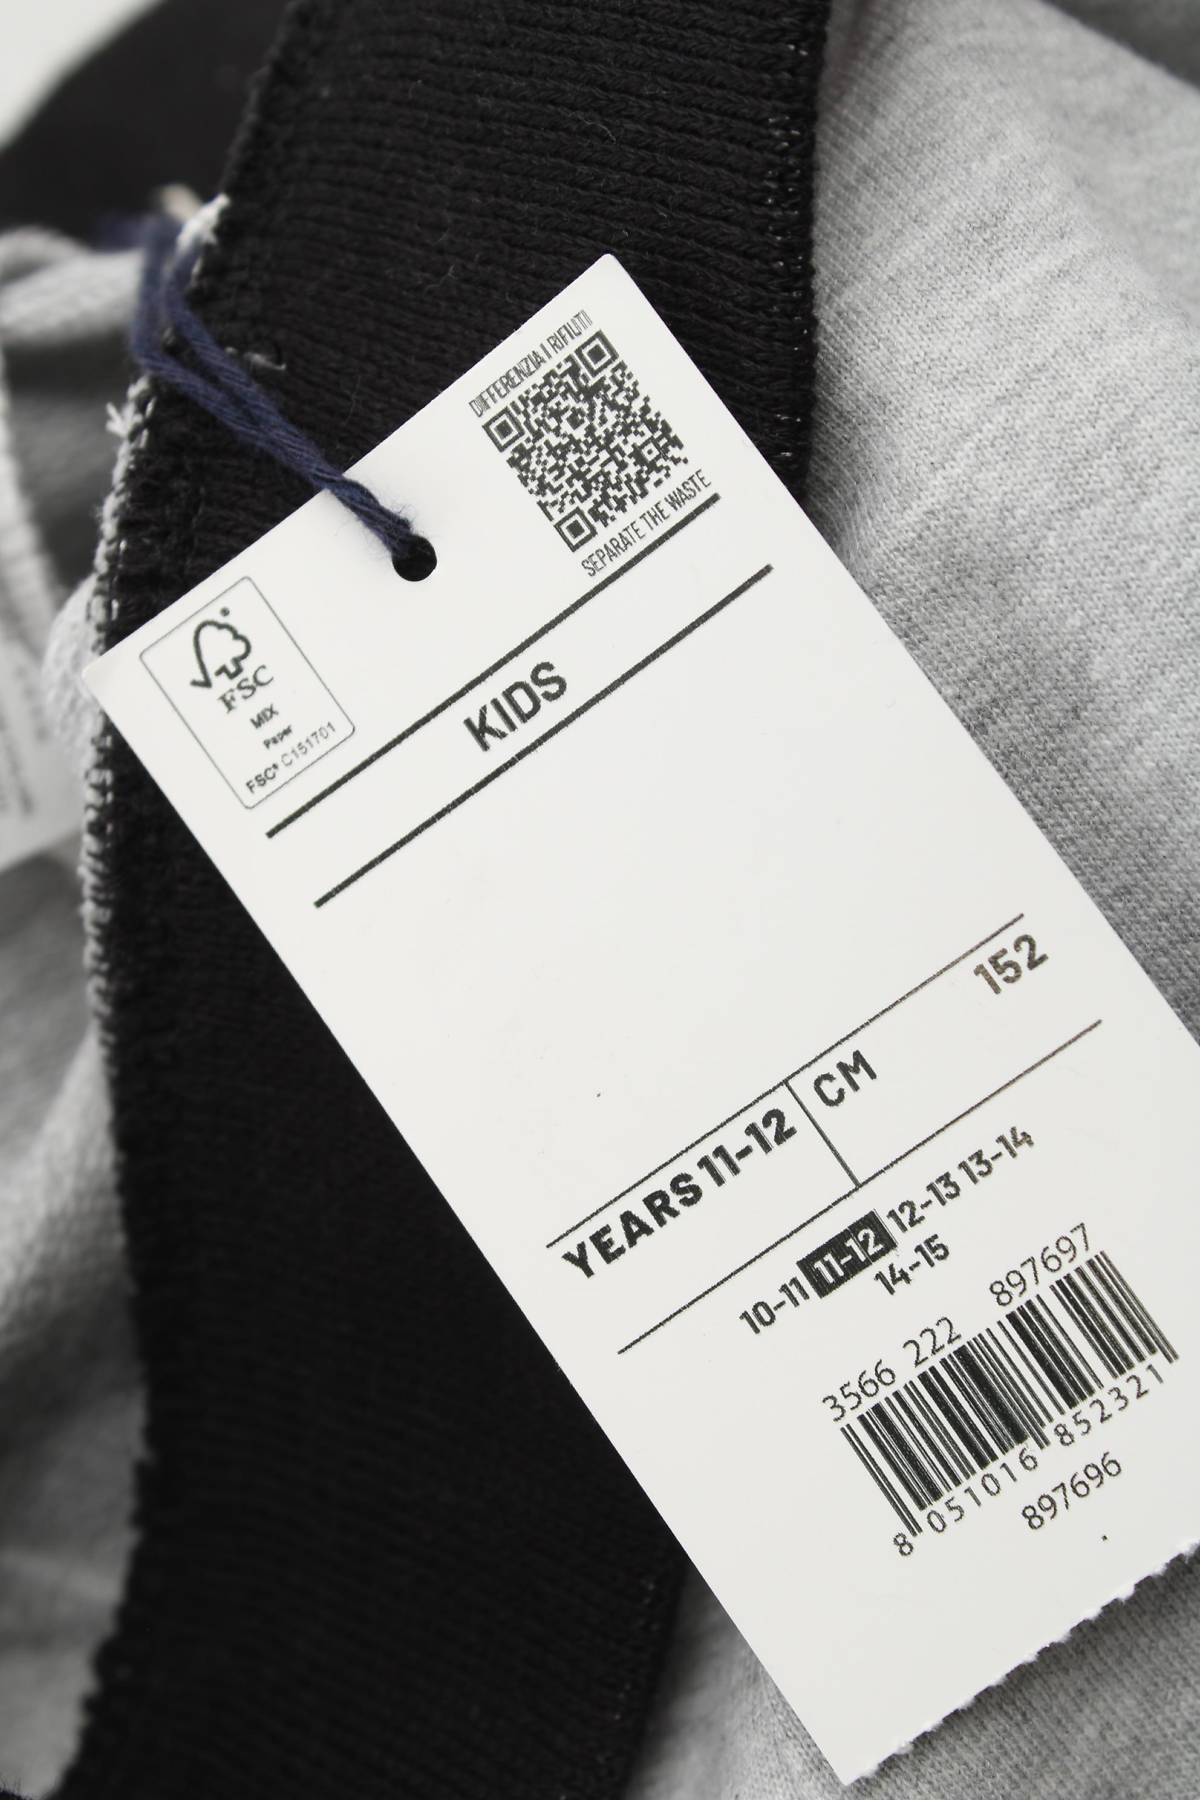 DIFFERENZIA I RIFIUTI
SEPARATE THE WASTE
FSC
MIX
Paper
FSC® C151701
KIDS
YEARS 11-12
CM 152
10-11 11-12 12-13 13-14
14-15
3566 222 897697
8 051016 852321
897696